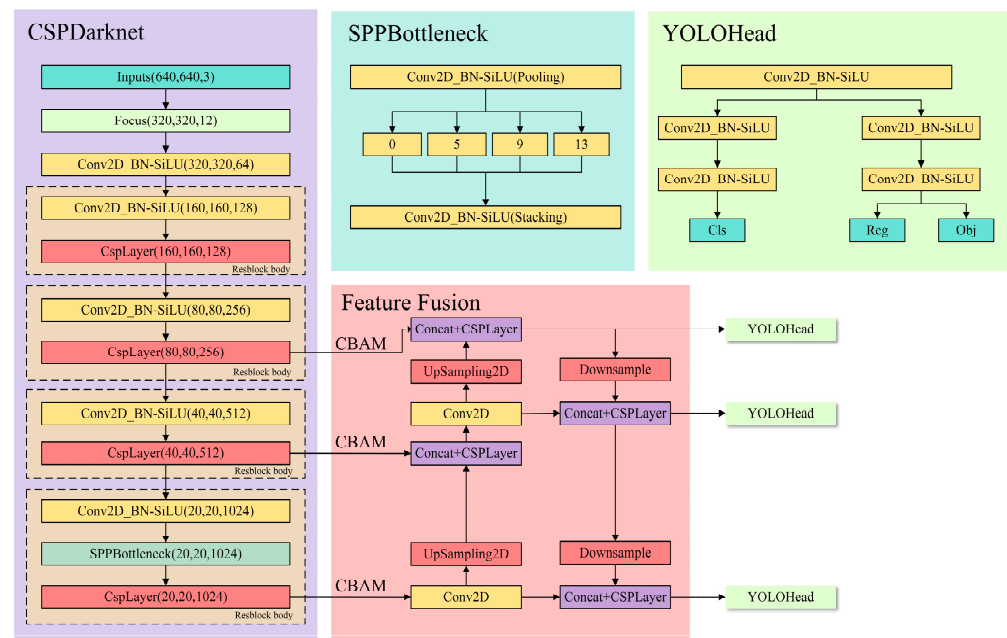 CSPDarknet
Inputs(640,640,3)
Focus(320,320,12)
Conv2D_BN-SiLU(320,320,64)
Conv2D_BN-SiLU(160,160,128)
CspLayer(160,160,128)
Resblock body
Conv2D_BN-SiLU(80,80,256)
CspLayer(80,80,256)
Resblock body
Conv2D_BN-SiLU(40,40,512)
CspLayer(40,40,512)
Resblock body
Conv2D_BN-SiLU(20,20,1024)
SPPBottleneck(20,20,1024)
CspLayer(20,20,1024)
Resblock body
SPPBottleneck
Conv2D_BN-SiLU(Pooling)
0 5 9 13
Conv2D_BN-SiLU(Stacking)
YOLOHead
Conv2D_BN-SiLU
Conv2D_BN-SiLU Conv2D_BN-SiLU
Conv2D_BN-SiLU Conv2D_BN-SiLU
Cls Reg Obj
Feature Fusion
CBAM Concat+CSPLayer YOLOHead
UpSampling2D Downsample
Conv2D Concat+CSPLayer YOLOHead
CBAM Concat+CSPLayer
UpSampling2D Downsample
CBAM Conv2D Concat+CSPLayer YOLOHead